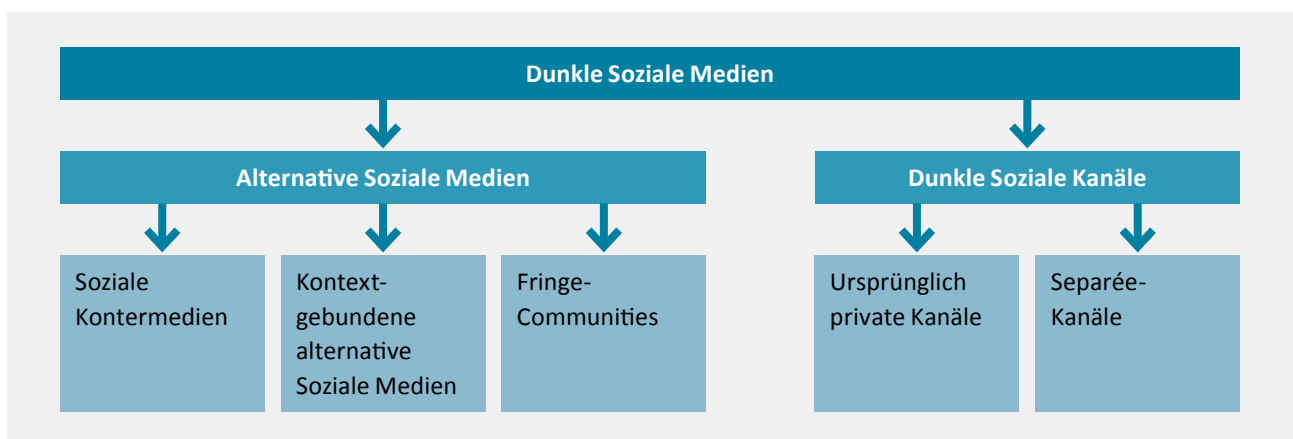 Dunkle Soziale Medien
Alternative Soziale Medien
Dunkle Soziale Kanäle
Soziale
Kontermedien
Kontext-
gebundene
alternative
Soziale Medien
Fringe-
Communities
Ursprünglich
private Kanäle
Separée-
Kanäle